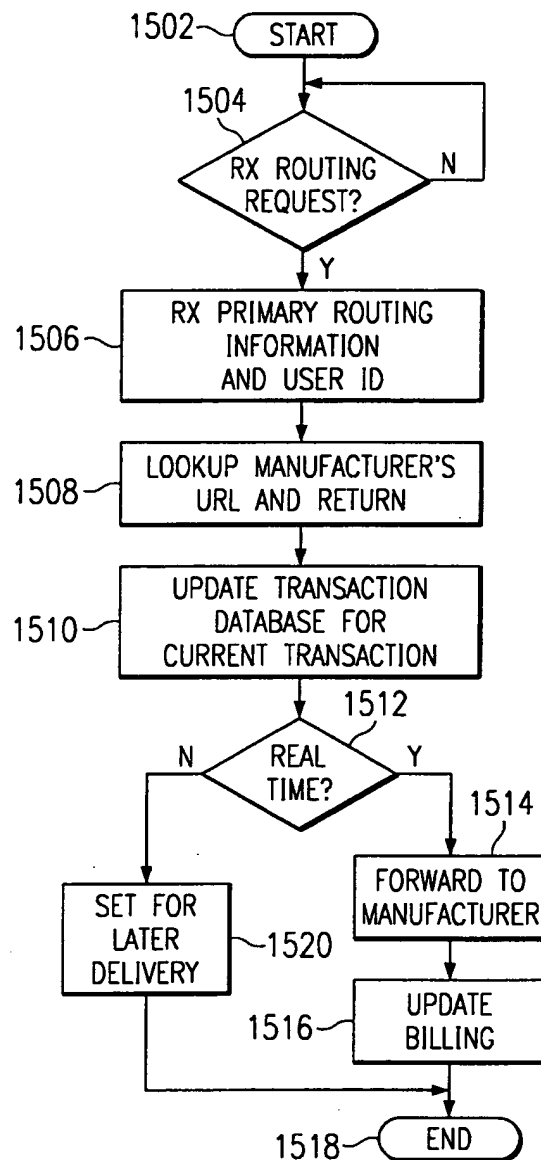 1502
START
1504
RX ROUTING
REQUEST?
N
Y
1506
RX PRIMARY ROUTING
INFORMATION
AND USER ID
1508
LOOKUP MANUFACTURER'S
URL AND RETURN
1510
UPDATE TRANSACTION
DATABASE FOR
CURRENT TRANSACTION
1512
N
REAL
TIME?
Y
1514
FORWARD TO
MANUFACTURER
SET FOR
LATER
DELIVERY
1520
1516
UPDATE
BILLING
1518
END